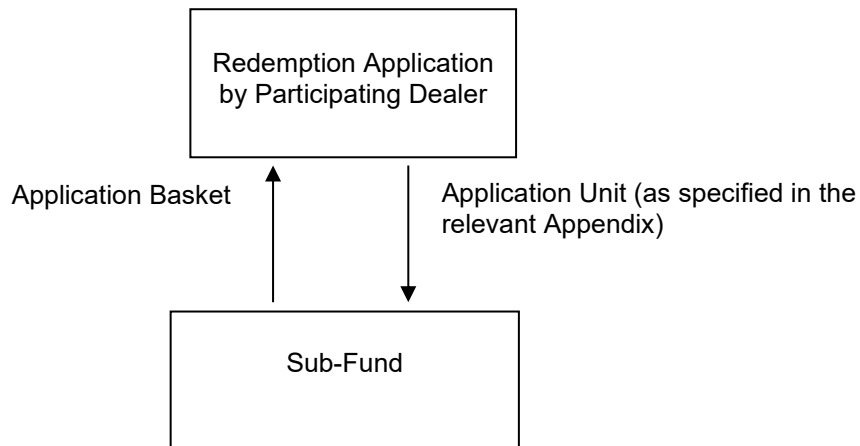 Redemption Application
by Participating Dealer
Application Basket
Application Unit (as specified in the
relevant Appendix)
Sub-Fund